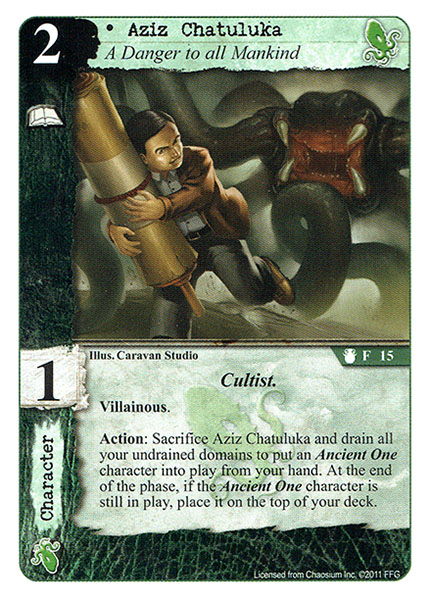 2
• Aziz Chatuluka
A Danger to all Mankind
Illus. Caravan Studio
F 15
1
Character
Cultist.
Villainous.
Action: Sacrifice Aziz Chatuluka and drain all
your undrained domains to put an Ancient One
character into play from your hand. At the end
of the phase, if the Ancient One character is
still in play, place it on the top of your deck.
Licensed from Chaosium Inc. ©2011 FFG